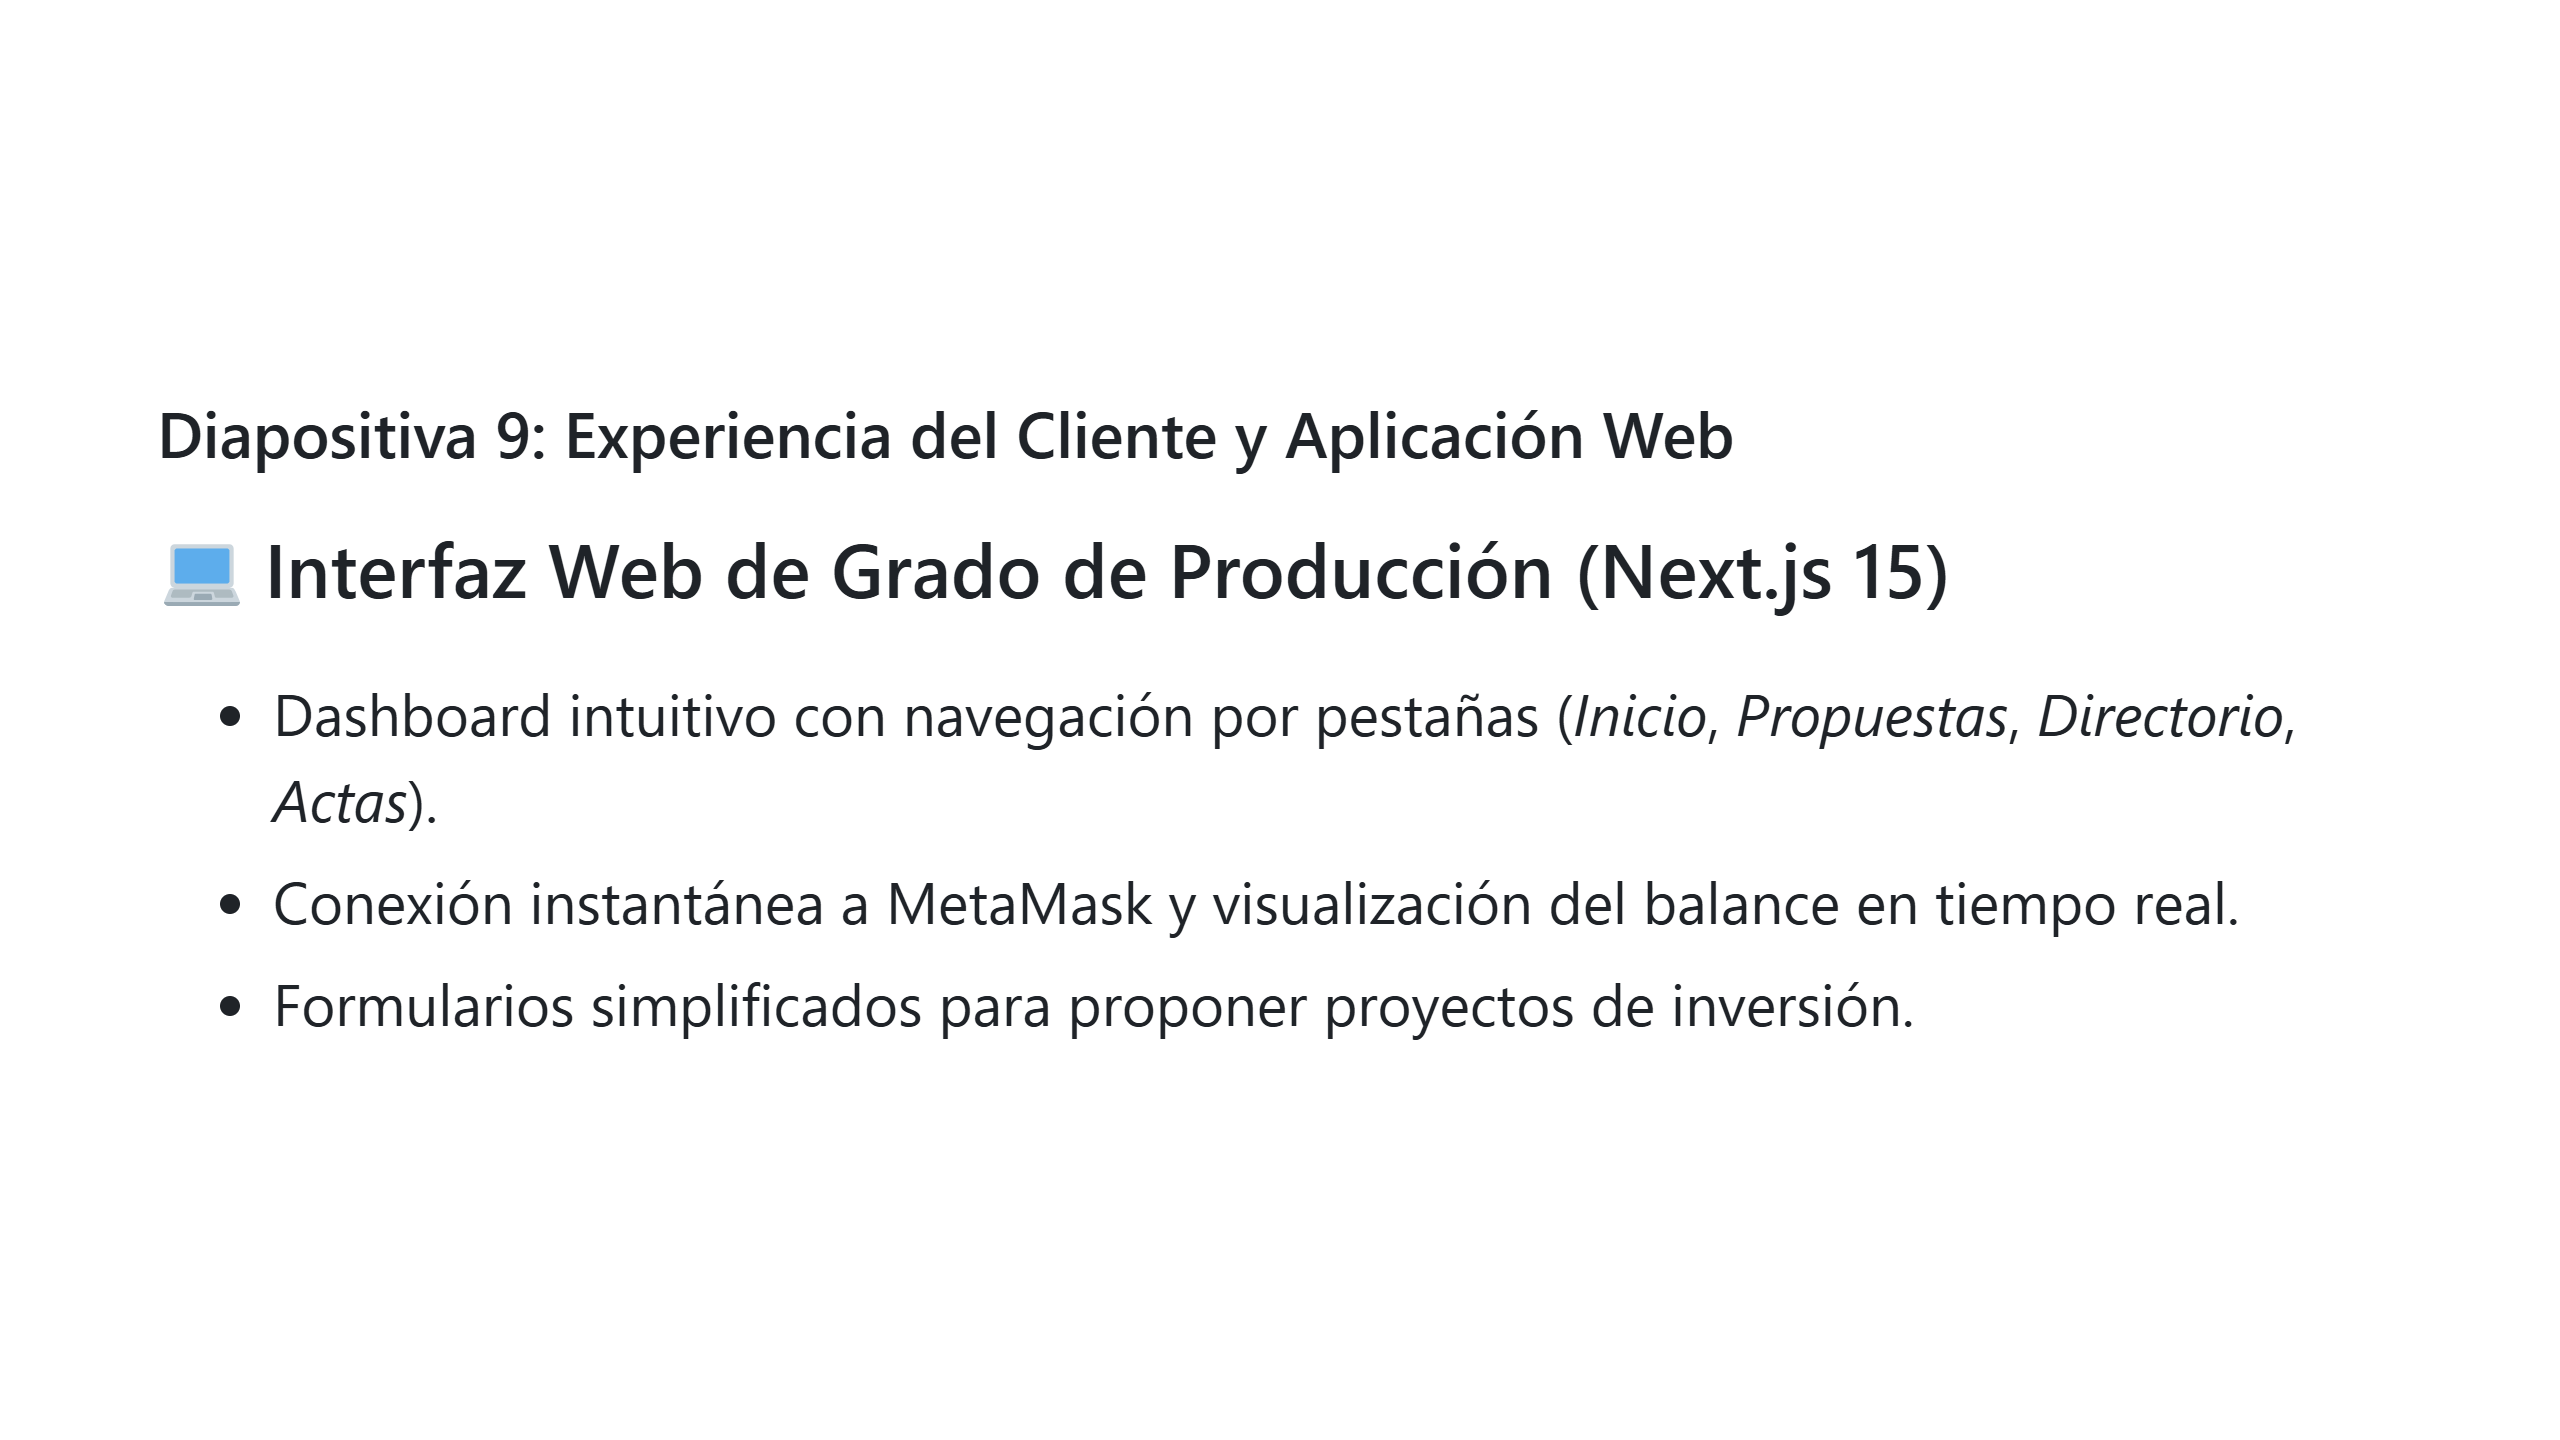 Diapositiva 9: Experiencia del Cliente y Aplicación Web
💻 Interfaz Web de Grado de Producción (Next.js 15)
• Dashboard intuitivo con navegación por pestañas (Inicio, Propuestas, Directorio,
Actas).
• Conexión instantánea a MetaMask y visualización del balance en tiempo real.
• Formularios simplificados para proponer proyectos de inversión.